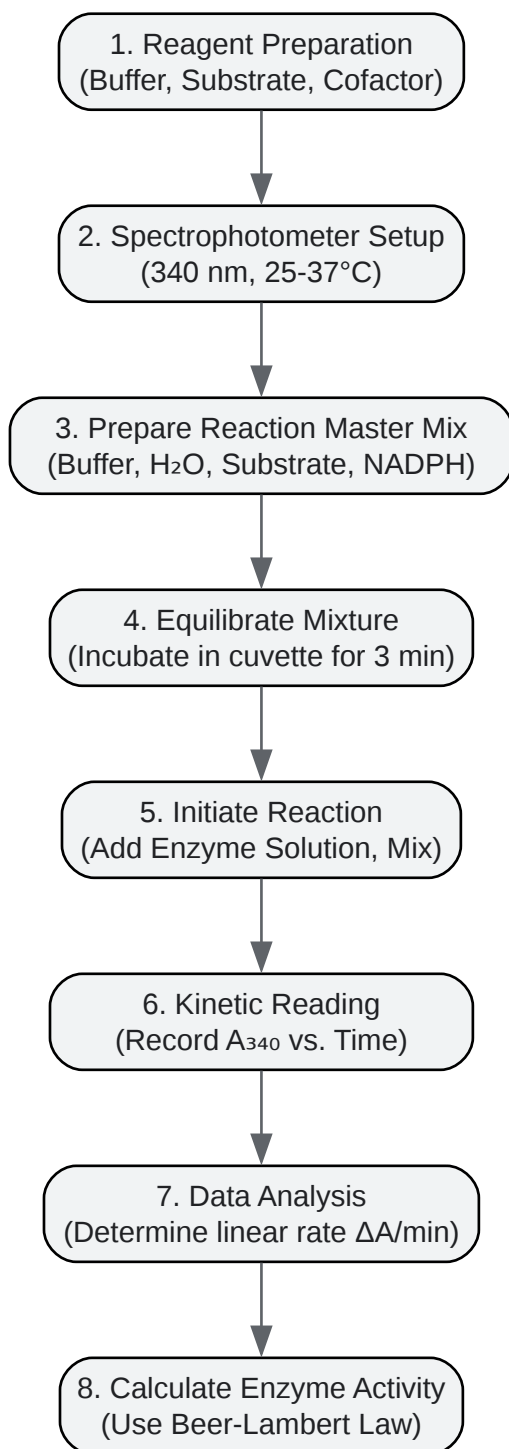 1. Reagent Preparation
(Buffer, Substrate, Cofactor)
2. Spectrophotometer Setup
(340 nm, 25-37°C)
3. Prepare Reaction Master Mix
(Buffer, H₂O, Substrate, NADPH)
4. Equilibrate Mixture
(Incubate in cuvette for 3 min)
5. Initiate Reaction
(Add Enzyme Solution, Mix)
6. Kinetic Reading
(Record A₃₄₀ vs. Time)
7. Data Analysis
(Determine linear rate ΔA/min)
8. Calculate Enzyme Activity
(Use Beer-Lambert Law)